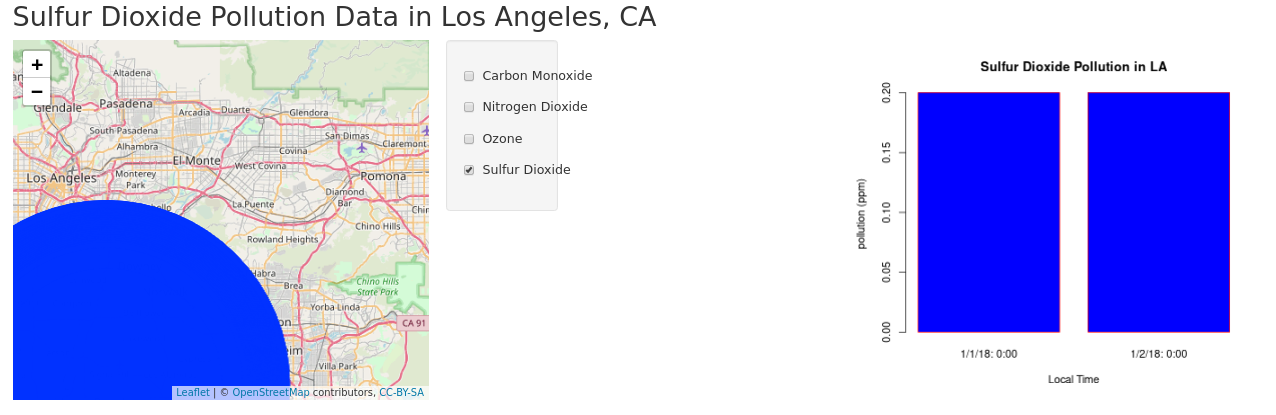 Sulfur Dioxide Pollution Data in Los Angeles, CA
+
−
Altadena
Glendale
Pasadena
Arcadia
Duarte
Glendora
South Pasadena
San Dimas
Claremont
Alhambra
El Monte
Covina
West Covina
Los Angeles
Monterey
Park
Pomona
La Puente
Diamond
Bar
Chino Hills
Rowland Heights
Habra
Brea
Chino Hills
State Park
Yorba Linda
CA 91
Villa Park
Leaflet | © OpenStreetMap contributors, CC-BY-SA
Carbon Monoxide
Nitrogen Dioxide
Ozone
Sulfur Dioxide
Sulfur Dioxide Pollution in LA
pollution (ppm)
0.20
0.15
0.10
0.05
0.00
1/1/18: 0:00
1/2/18: 0:00
Local Time